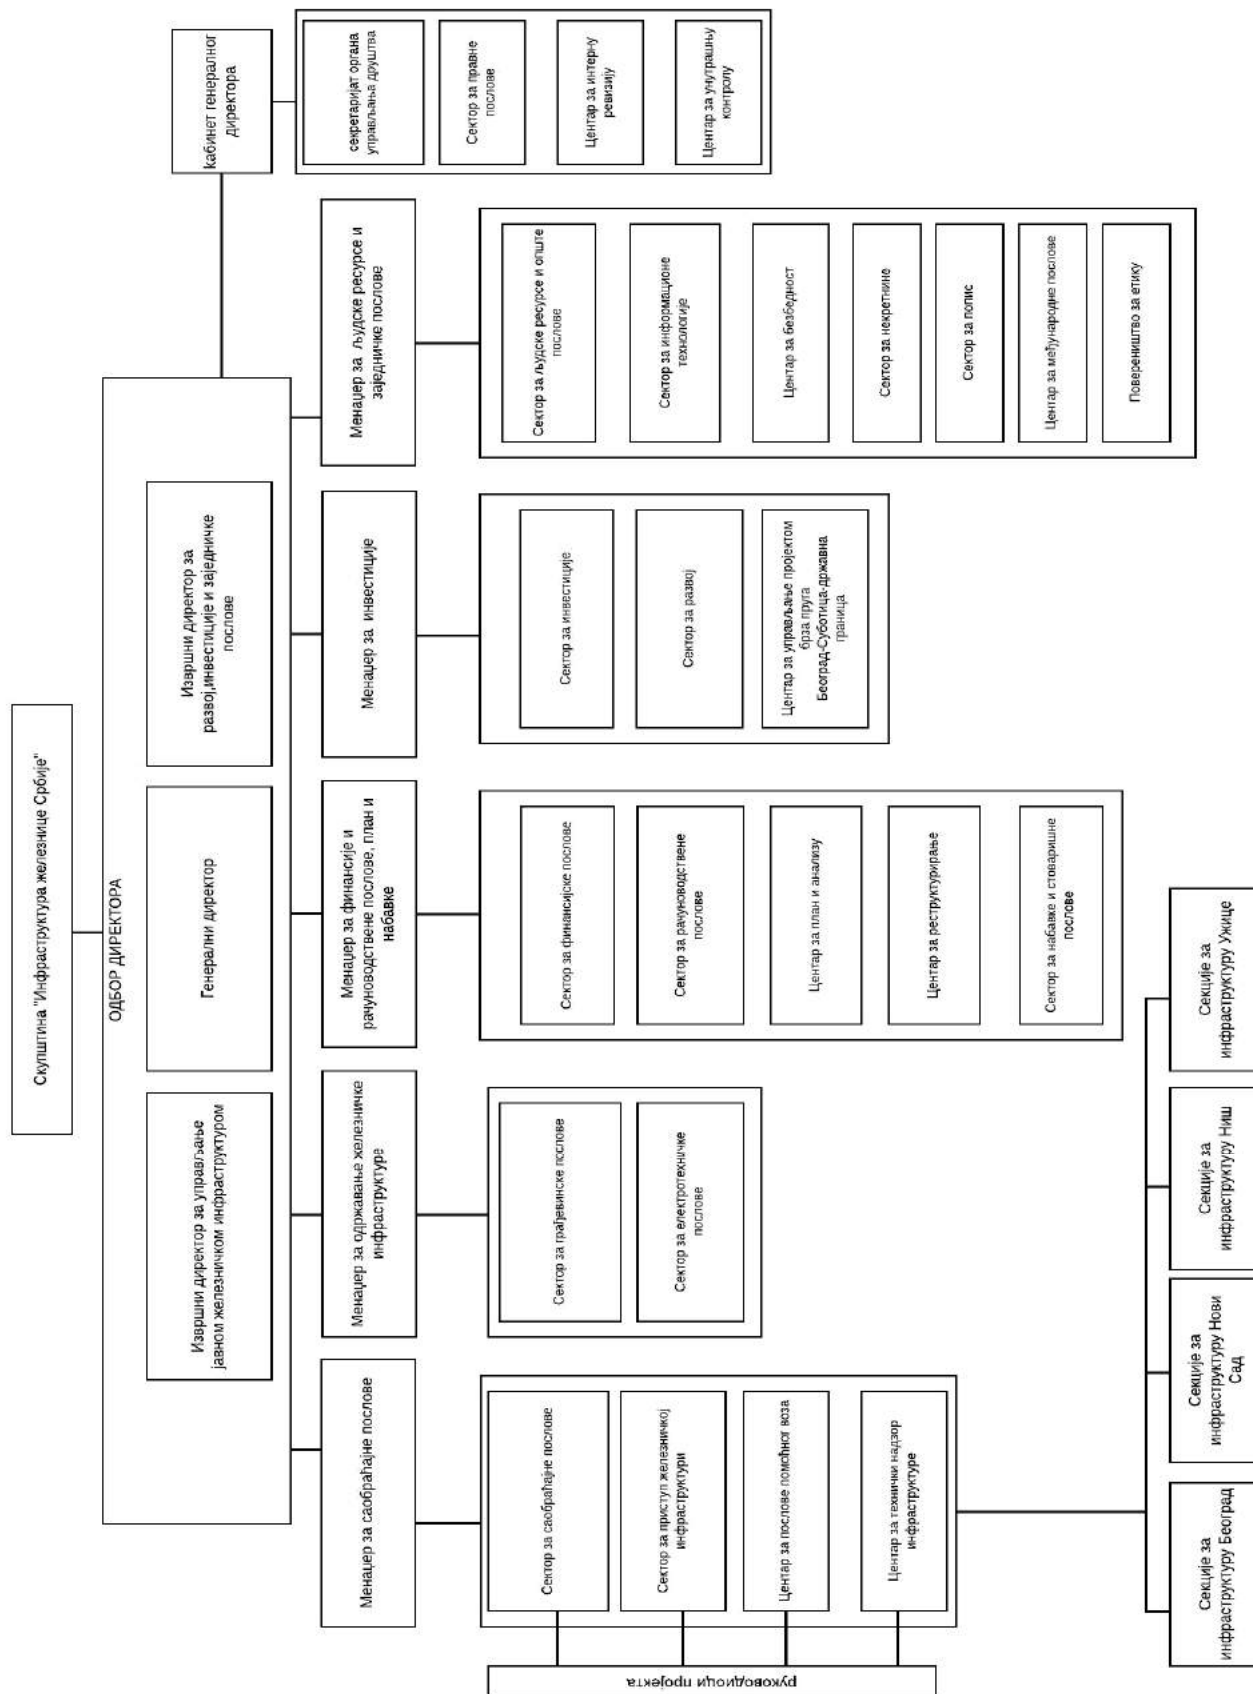 Скупштина "Инфраструктура железнице Србије"
ОДБОР ДИРЕКТОРА
Извршни директор за управљање
јавном железничком инфраструктуром
Генерални директор
Извршни директор за
развој,инвестиције и заједничке
послове
кабинет генералног
директора
секретаријат органа
управљања друштва
Сектор за правне
послове
Центар за интерну
ревизију
Центар за унутрашњу
контролу
Менаџер за саобраћајне послове
Менаџер за одржавање железничке
инфраструктуре
Менаџер за финансије и
рачуноводствене послове, план и
набавке
Менаџер за инвестиције
Менаџер за људске ресурсе и
заједничке послове
Сектор за саобраћајне послове
Сектор за приступ железничкој
инфраструктури
Центар за послове помоћног воза
Центар за технички надзор
инфраструктуре
руководиоци пројекта
Сектор за грађевинске послове
Сектор за електротехничке
послове
Сектор за финансијске послове
Сектор за рачуноводствене
послове
Центар за план и анализу
Центар за реструктурирање
Сектор за набавке и стоваришне
послове
Сектор за инвестиције
Сектор за развој
Центар за управљање пројектом
брза пруга
Београд-Суботица-државна
граница
Сектор за људске ресурсе и опште
послове
Сектор за информационе
технологије
Центар за безбедност
Сектор за некретнине
Сектор за попис
Центар за међународне послове
Повереништво за етику
Секције за
инфраструктуру Београд
Секције за
инфраструктуру Нови
Сад
Секције за
инфраструктуру Ниш
Секције за
инфраструктуру Ужице